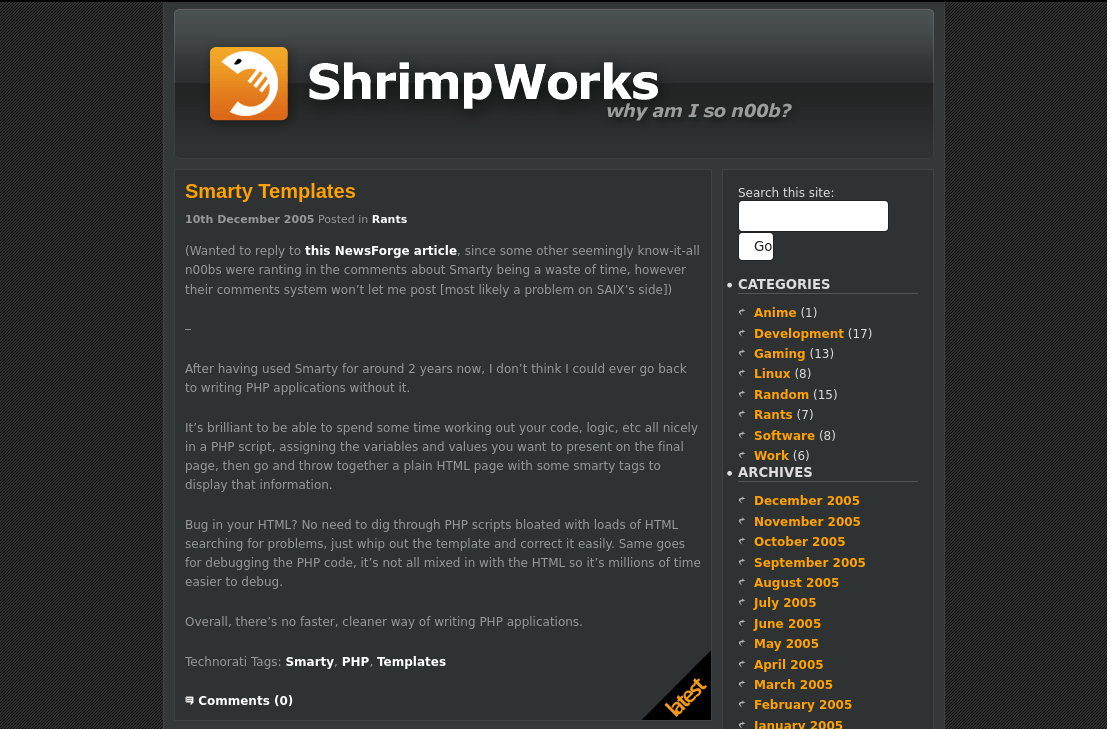 ShrimpWorks
why am I so n00b?
Smarty Templates
10th December 2005 Posted in Rants
(Wanted to reply to this NewsForge article, since some other seemingly know-it-all
n00bs were ranting in the comments about Smarty being a waste of time, however
their comments system won’t let me post [most likely a problem on SAIX’s side])
–
After having used Smarty for around 2 years now, I don’t think I could ever go back
to writing PHP applications without it.
It’s brilliant to be able to spend some time working out your code, logic, etc all nicely
in a PHP script, assigning the variables and values you want to present on the final
page, then go and throw together a plain HTML page with some smarty tags to
display that information.
Bug in your HTML? No need to dig through PHP scripts bloated with loads of HTML
searching for problems, just whip out the template and correct it easily. Same goes
for debugging the PHP code, it’s not all mixed in with the HTML so it’s millions of time
easier to debug.
Overall, there’s no faster, cleaner way of writing PHP applications.
Technorati Tags: Smarty, PHP, Templates
Comments (0)
latest
Search this site:
Go
• CATEGORIES
Anime (1)
Development (17)
Gaming (13)
Linux (8)
Random (15)
Rants (7)
Software (8)
Work (6)
• ARCHIVES
December 2005
November 2005
October 2005
September 2005
August 2005
July 2005
June 2005
May 2005
April 2005
March 2005
February 2005
January 2005